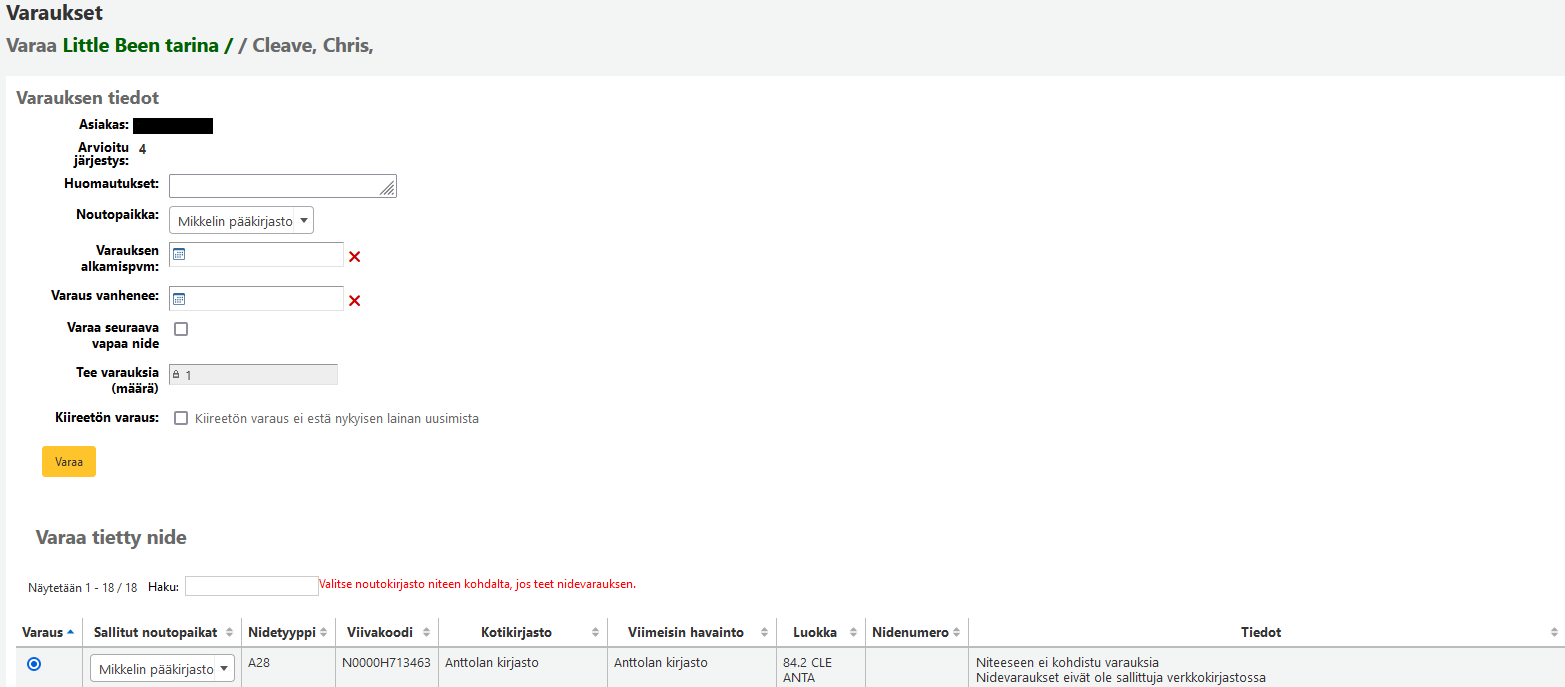 Varaukset
Varaa Little Been tarina / / Cleave, Chris,
Varauksen tiedot
Asiakas:
Arvioitu järjestys: 4
Huomautukset:
Noutopaikka: Mikkelin pääkirjasto
Varauksen alkamispvm:
Varaus vanhenee:
Varaa seuraava vapaa nide
Tee varauksia (määrä) 1
Kiireetön varaus: Kiireetön varaus ei estä nykyisen lainan uusimista
Varaa
Varaa tietty nide
Näytetään 1 - 18 / 18 Haku: Valitse noutokirjasto niteen kohdalta, jos teet nidevarauksen.
Varaus Sallitut noutopaikat Nidetyyppi Viivakoodi Kotikirjasto Viimeisin havainto Luokka Nidenumero Tiedot
Mikkelin pääkirjasto A28 N0000H713463 Anttolan kirjasto Anttolan kirjasto 84.2 CLE ANTA Niteeseen ei kohdistu varauksia
Nidevaraukset eivät ole sallittuja verkkokirjastossa